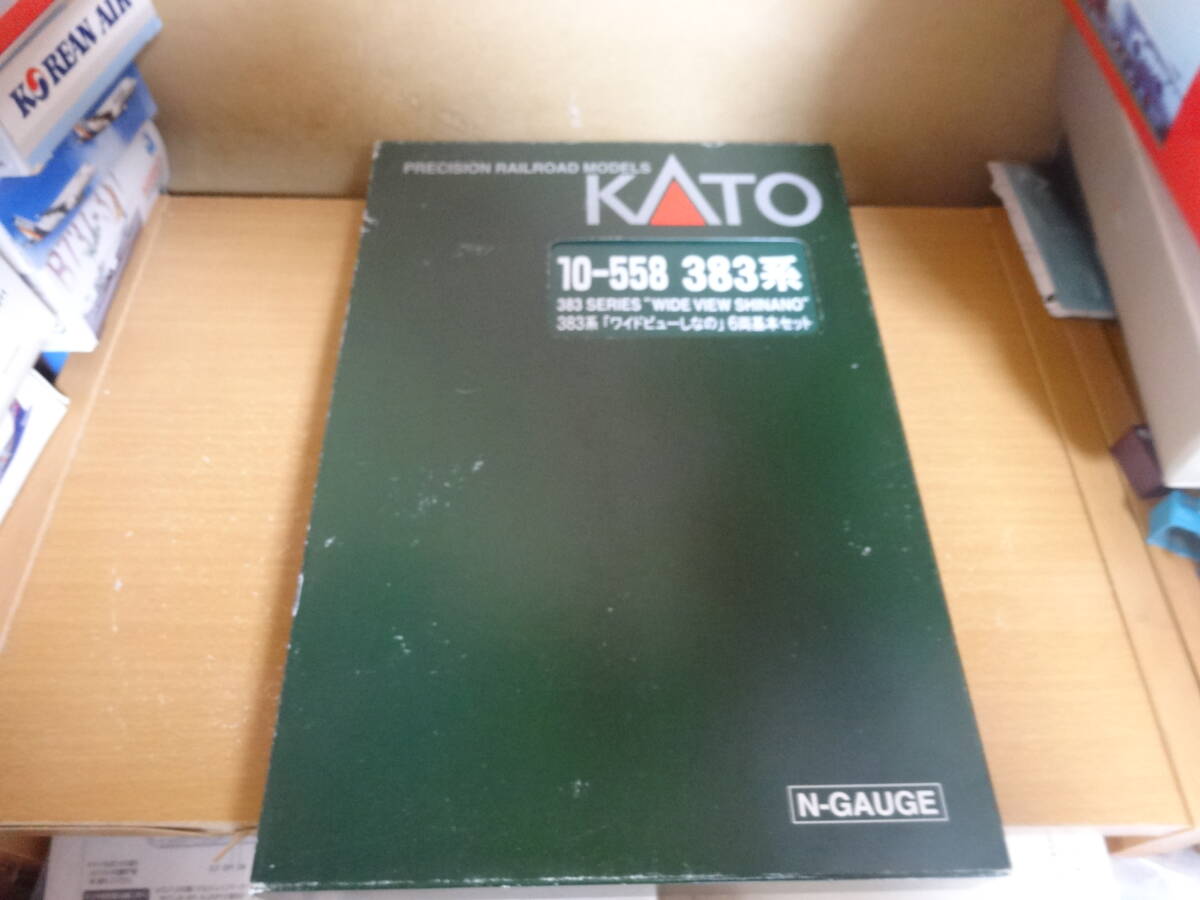 KOREAN AIR
PRECISION RAILROAD MODELS
KATO
10-558 383系
383 SERIES "WIDE VIEW SHINANO"
383系「ワイドビューしなの」6両基本セット
N-GAUGE